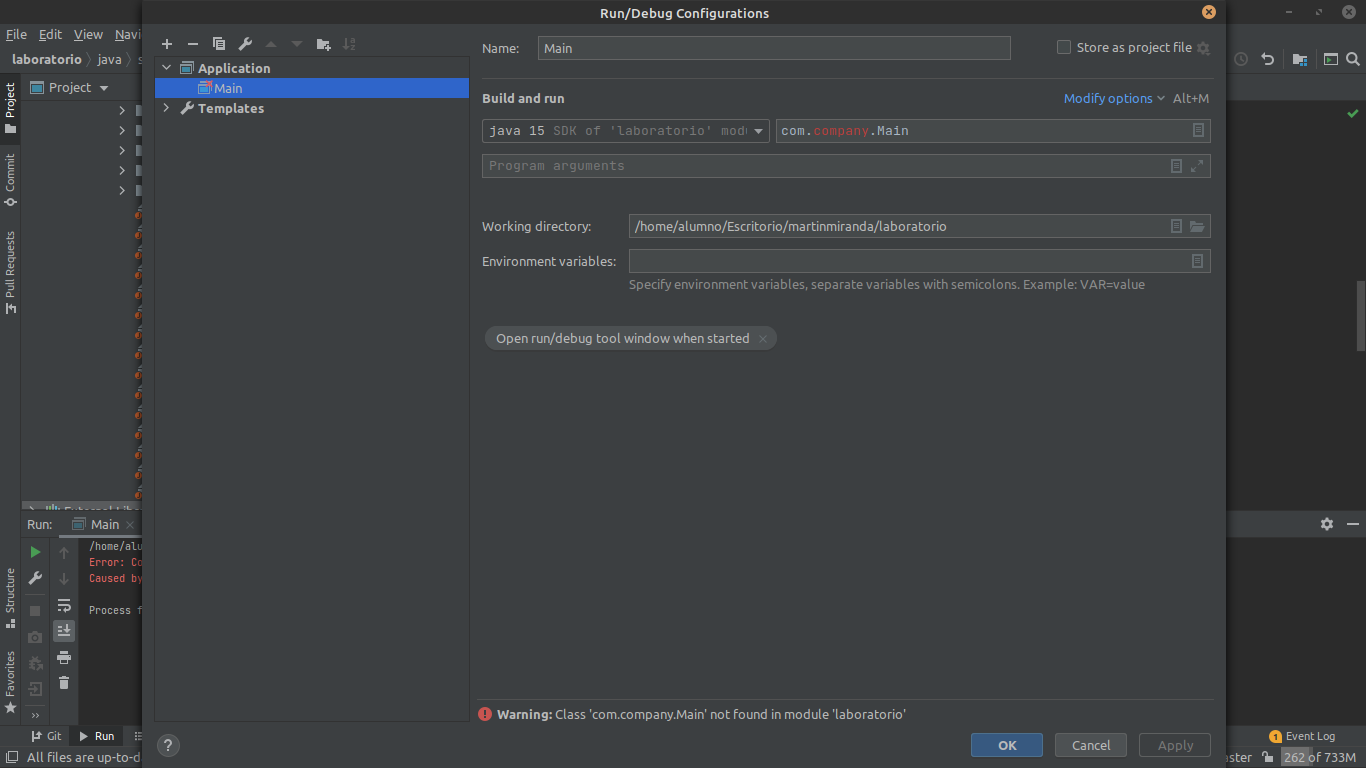 Run/Debug Configurations
File Edit View Navi
laboratorio java s
Project
Project
Commit
Pull Requests
Structure
Favorites
Application
Main
Templates
Name: Main Store as project file
Build and run Modify options Alt+M
java 15 SDK of 'laboratorio' modu com.company.Main
Program arguments
Working directory: /home/alumno/Escritorio/martinmiranda/laboratorio
Environment variables:
Specify environment variables, separate variables with semicolons. Example: VAR=value
Open run/debug tool window when started
External Libr
Run: Main
/home/alu
Error: Co
Caused by
Process f
Warning: Class 'com.company.Main' not found in module 'laboratorio'
? OK Cancel Apply
Git Run 1 Event Log
All files are up-to-d aster 262 of 733M